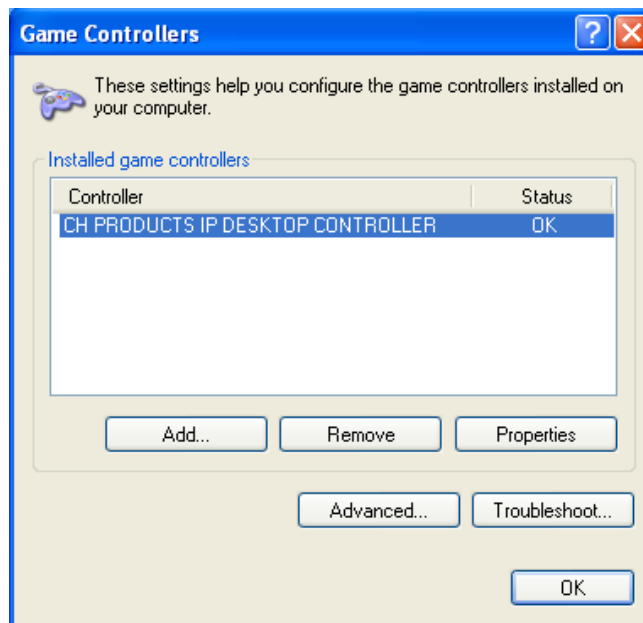 Game Controllers
?
These settings help you configure the game controllers installed on
your computer.
Installed game controllers
Controller Status
CH PRODUCTS IP DESKTOP CONTROLLER OK
Add... Remove Properties
Advanced... Troubleshoot...
OK